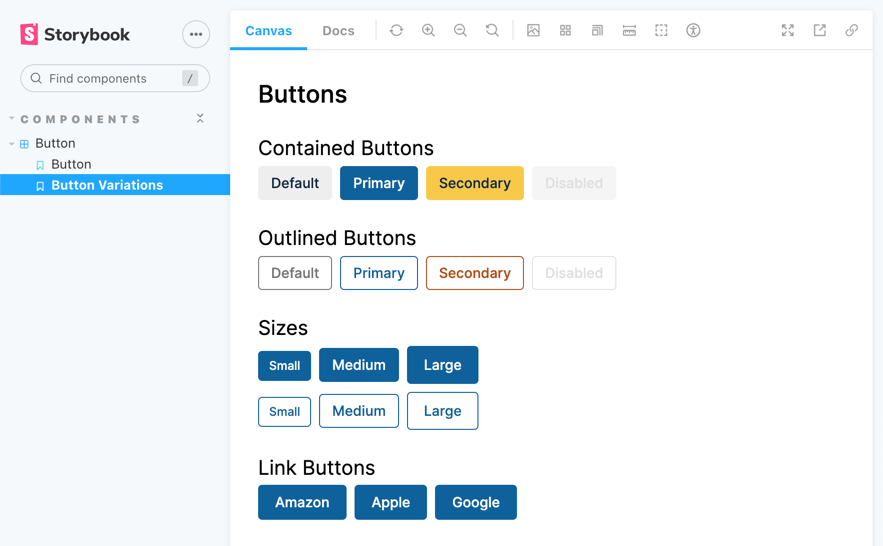 Storybook
Find components /
COMPONENTS
Button
Button
Button Variations
Canvas Docs
Buttons
Contained Buttons
Default Primary Secondary Disabled
Outlined Buttons
Default Primary Secondary Disabled
Sizes
Small Medium Large
Small Medium Large
Link Buttons
Amazon Apple Google